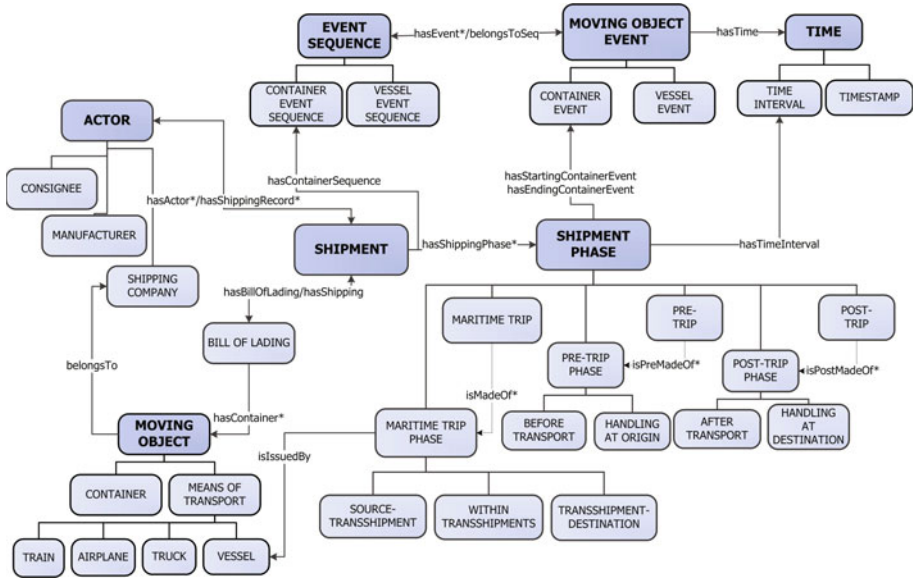 EVENT
SEQUENCE
hasEvent*/belongsToSeq
MOVING OBJECT
EVENT
hasTime
TIME
CONTAINER
EVENT
SEQUENCE
VESSEL
EVENT
SEQUENCE
CONTAINER
EVENT
VESSEL
EVENT
TIME
INTERVAL
TIMESTAMP
ACTOR
CONSIGNEE
MANUFACTURER
SHIPPING
COMPANY
hasContainerSequence
hasActor*/hasShippingRecord*
hasStartingContainerEvent
hasEndingContainerEvent
SHIPMENT
hasShippingPhase*
SHIPMENT
PHASE
hasTimeInterval
hasBillOfLading/hasShipping
BILL OF LADING
belongsTo
hasContainer*
MARITIME TRIP
PRE-
TRIP
POST-
TRIP
PRE-TRIP
PHASE
isPreMadeOf*
POST-TRIP
PHASE
isPostMadeOf*
isMadeOf*
MOVING
OBJECT
isIssuedBy
MARITIME TRIP
PHASE
BEFORE
TRANSPORT
HANDLING
AT ORIGIN
AFTER
TRANSPORT
HANDLING
AT
DESTINATION
CONTAINER
MEANS OF
TRANSPORT
SOURCE-
TRANSSHIPMENT
WITHIN
TRANSSHIPMENTS
TRANSSHIPMENT-
DESTINATION
TRAIN
AIRPLANE
TRUCK
VESSEL